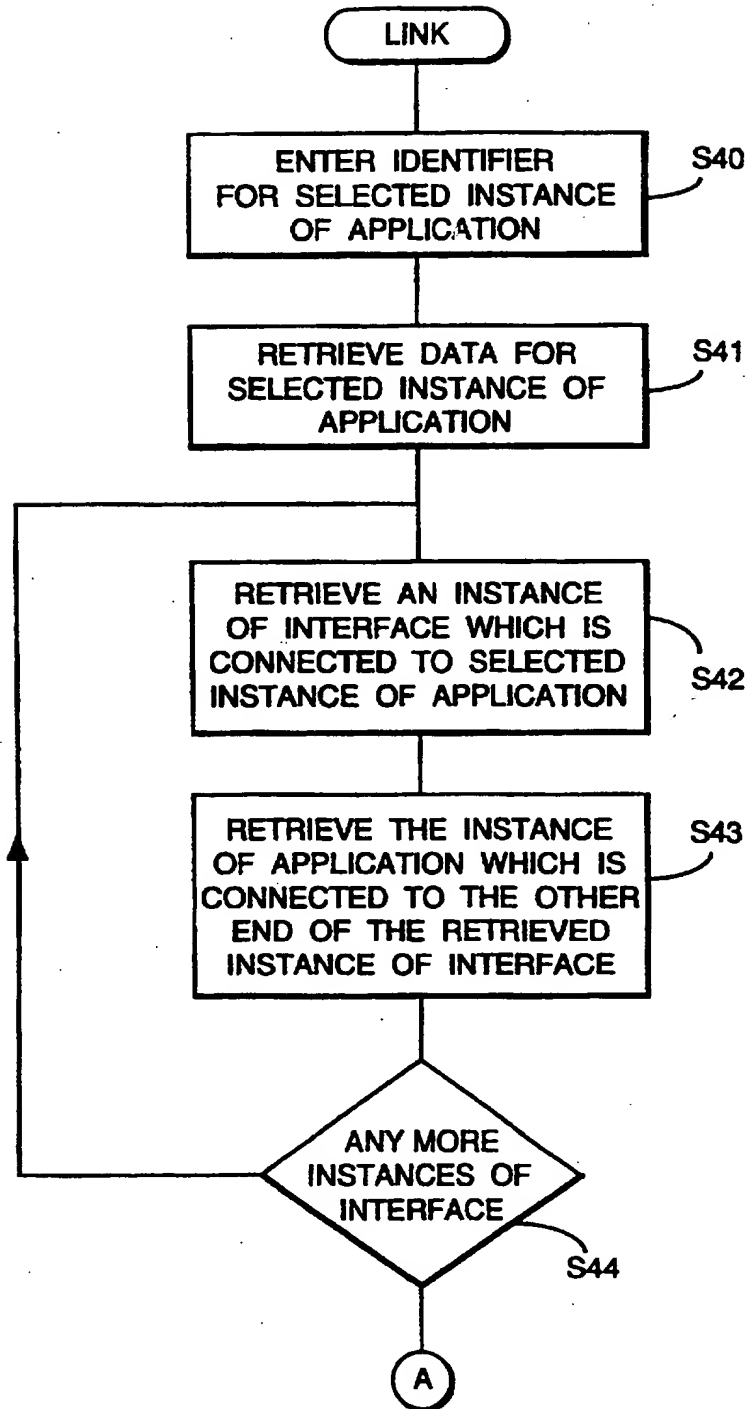 LINK
ENTER IDENTIFIER
FOR SELECTED INSTANCE
OF APPLICATION
S40
RETRIEVE DATA FOR
SELECTED INSTANCE OF
APPLICATION
S41
RETRIEVE AN INSTANCE
OF INTERFACE WHICH IS
CONNECTED TO SELECTED
INSTANCE OF APPLICATION
S42
RETRIEVE THE INSTANCE
OF APPLICATION WHICH IS
CONNECTED TO THE OTHER
END OF THE RETRIEVED
INSTANCE OF INTERFACE
S43
ANY MORE
INSTANCES OF
INTERFACE
S44
A